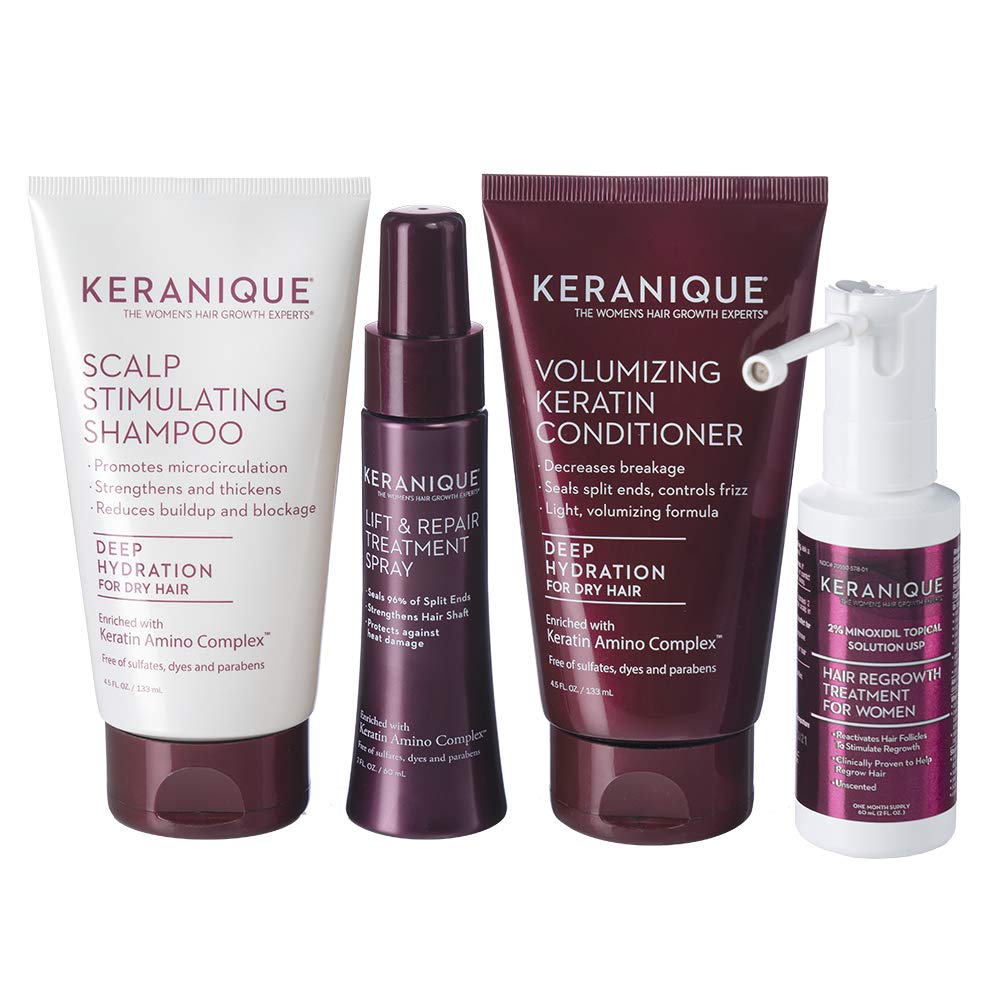 KERANIQUE®
THE WOMEN'S HAIR GROWTH EXPERTS®
SCALP
STIMULATING
SHAMPOO
· Promotes microcirculation
· Strengthens and thickens
· Reduces buildup and blockage
DEEP
HYDRATION
FOR DRY HAIR
Enriched with
Keratin Amino Complex™
Free of sulfates, dyes and parabens
4.5 FL. OZ. / 133 mL
KERANIQUE®
THE WOMEN'S HAIR GROWTH EXPERTS®
LIFT & REPAIR
TREATMENT
SPRAY
• Seals 96% of Split Ends
• Strengthens Hair Shaft
• Protects against
heat damage
Enriched with
Keratin Amino Complex™
Free of sulfates, dyes and parabens
2 FL. OZ. / 60 mL
KERANIQUE®
THE WOMEN'S HAIR GROWTH EXPERTS®
VOLUMIZING
KERATIN
CONDITIONER
· Decreases breakage
· Seals split ends, controls frizz
· Light, volumizing formula
DEEP
HYDRATION
FOR DRY HAIR
Enriched with
Keratin Amino Complex™
Free of sulfates, dyes and parabens
4.5 FL. OZ. / 133 mL
KERANIQUE®
THE WOMEN'S HAIR GROWTH EXPERTS®
2% MINOXIDIL TOPICAL
SOLUTION USP
HAIR REGROWTH
TREATMENT
FOR WOMEN
• Reactivates Hair Follicles
To Stimulate Regrowth
• Clinically Proven to Help
Regrow Hair
• Unscented
ONE MONTH SUPPLY
60 mL (2 FL. OZ.)